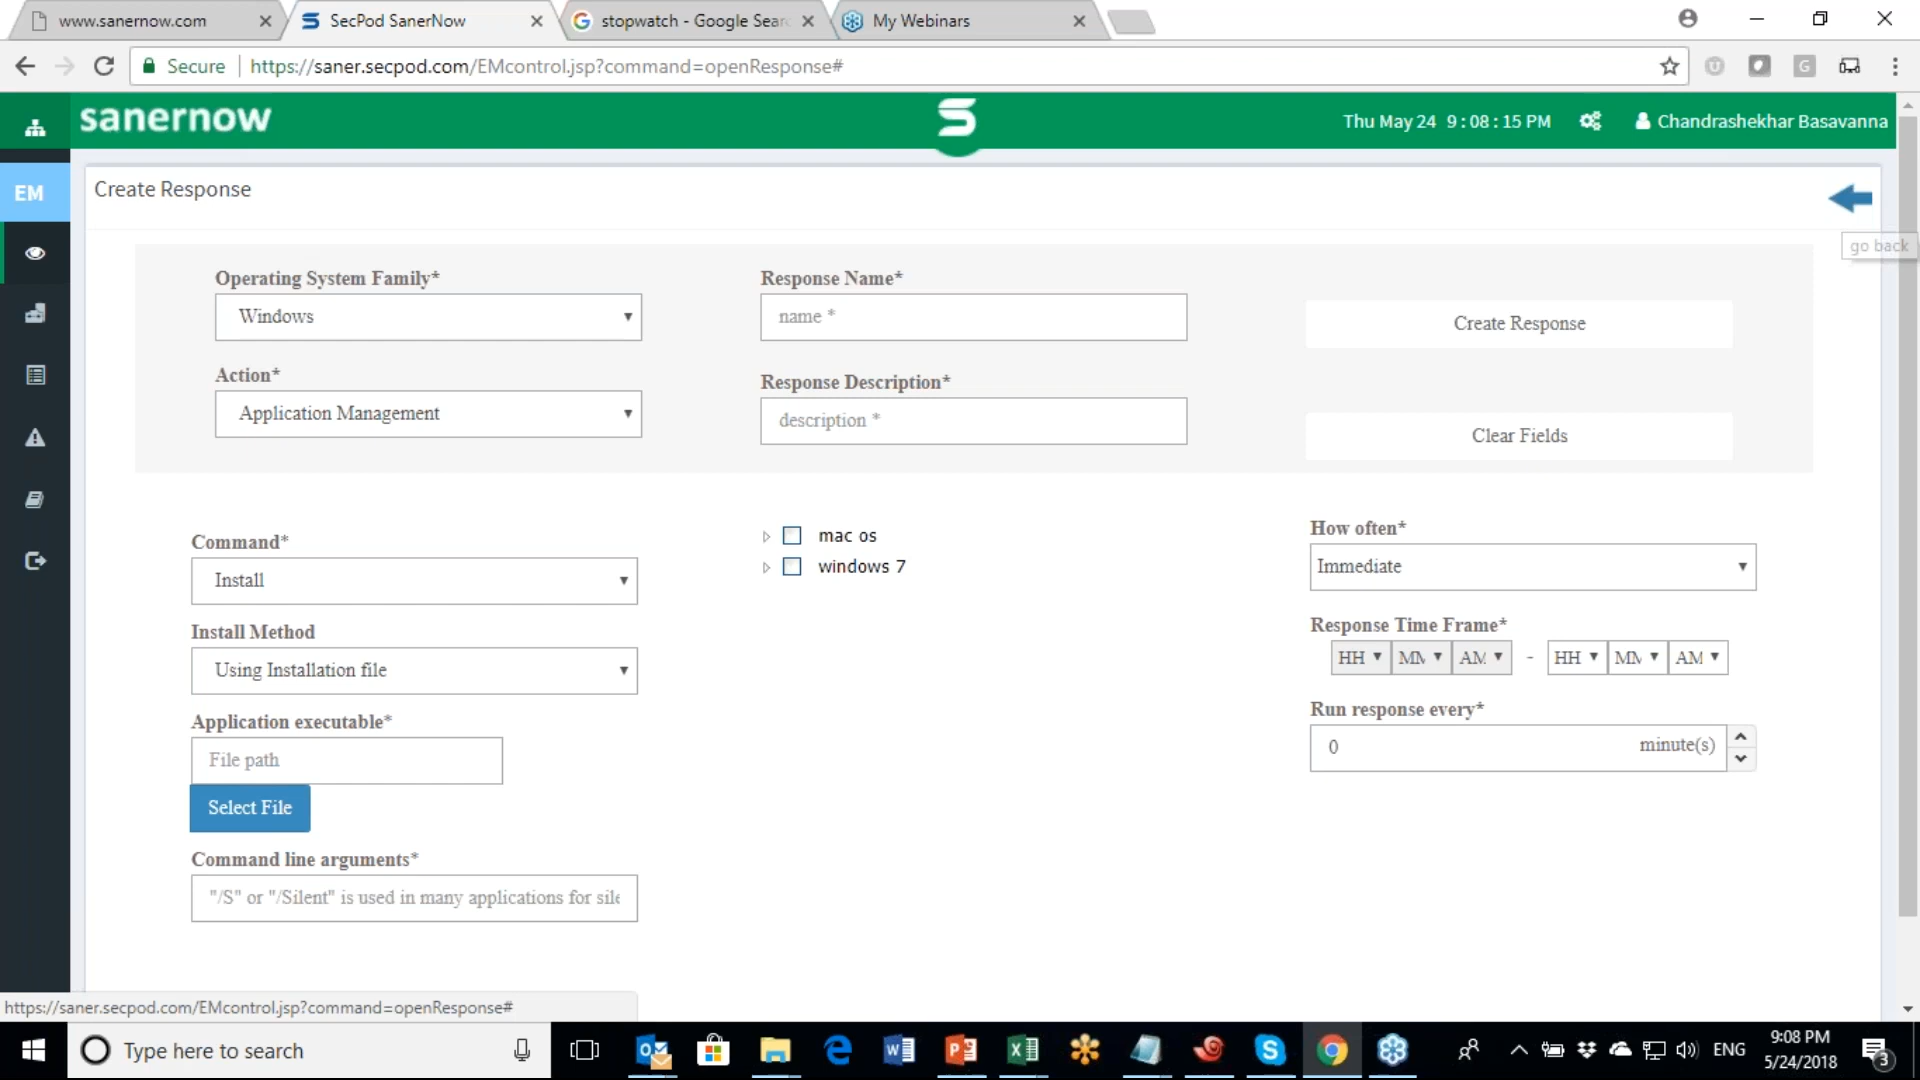 www.sanernow.com
SecPod SanerNow
stopwatch - Google Sear
My Webinars
Secure
https://saner.secpod.com/EMcontrol.jsp?command=openResponse#
sanernow
Thu May 24 9:08:15 PM
Chandrashekhar Basavanna
EM
Create Response
go back
Operating System Family*
Windows
Response Name*
name *
Create Response
Action*
Application Management
Response Description*
description *
Clear Fields
Command*
Install
mac os
windows 7
How often*
Immediate
Install Method
Using Installation file
Response Time Frame*
HH
AM
-
HH
AM
Application executable*
File path
Select File
Run response every*
0
minute(s)
Command line arguments*
"/S" or "/Silent" is used in many applications for sile
https://saner.secpod.com/EMcontrol.jsp?command=openResponse#
Type here to search
ENG
9:08 PM
5/24/2018
3